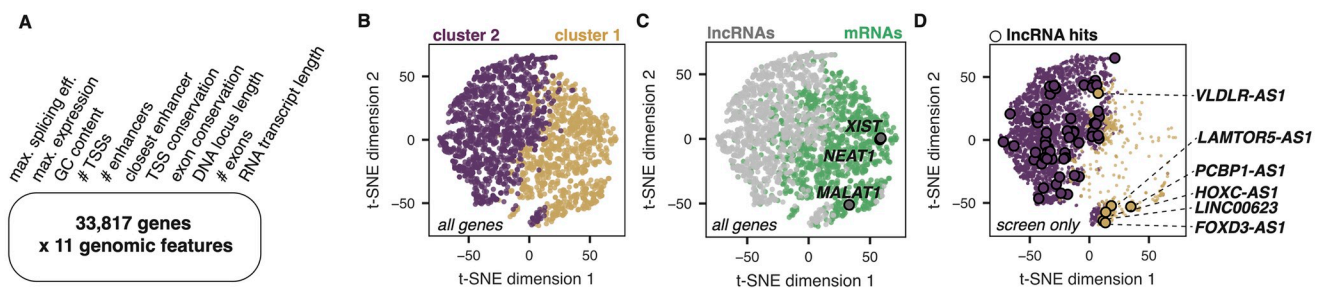 A
max. splicing eff.
max. expression
GC content
# TSSs
# enhancers
closest enhancer
TSS conservation
exon conservation
DNA locus length
# exons
RNA transcript length
33,817 genes
x 11 genomic features
B
cluster 2 cluster 1
t-SNE dimension 2
50
0
−50
all genes
−50 0 50
t-SNE dimension 1
C
lncRNAs mRNAs
t-SNE dimension 2
50
0
−50
XIST
NEAT1
MALAT1
all genes
−50 0 50
t-SNE dimension 1
D
lncRNA hits
t-SNE dimension 2
50
0
−50
screen only
−50 0 50
t-SNE dimension 1
VLDLR-AS1
LAMTOR5-AS1
PCBP1-AS1
HOXC-AS1
LINC00623
FOXD3-AS1